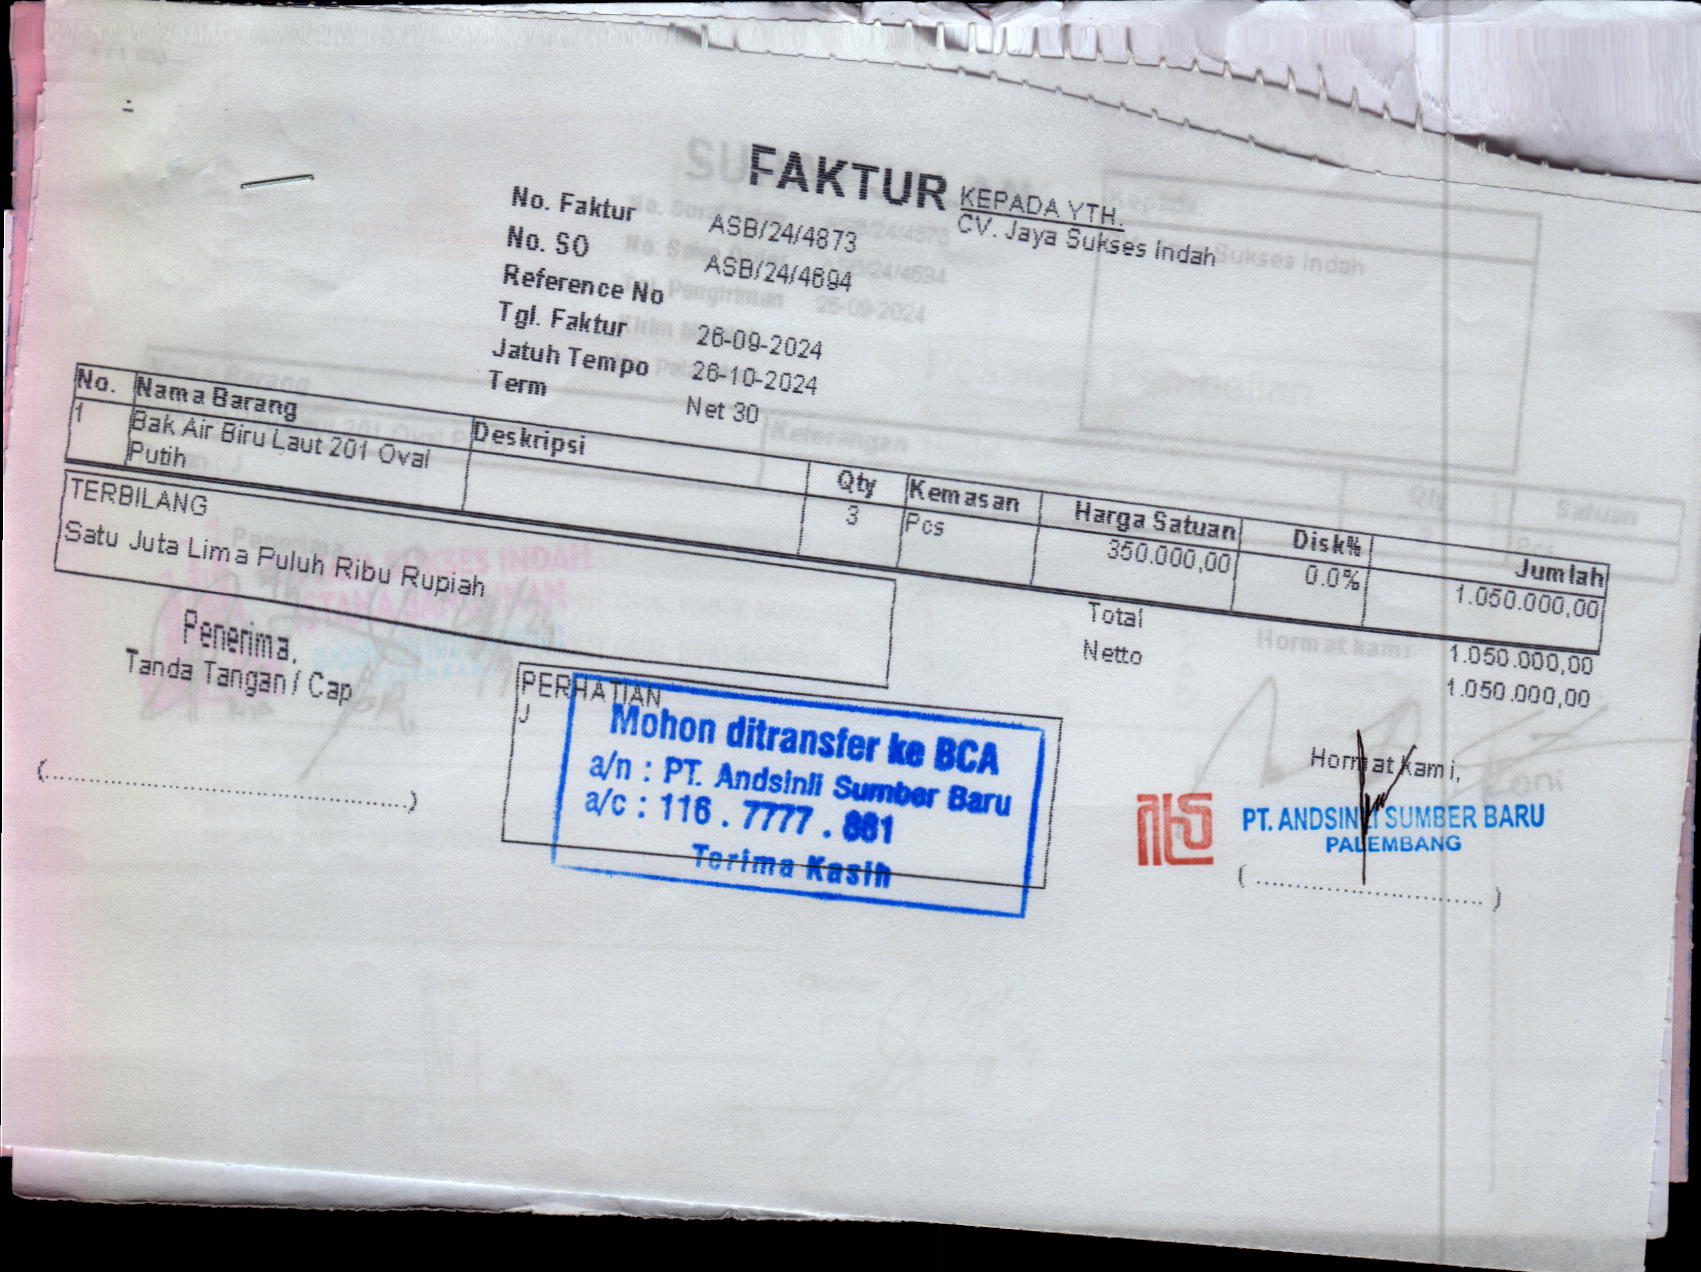 FAKTUR
No. Faktur ASB/24/4873
No. SO ASB/24/4694
Reference No
Tgl. Faktur 26-09-2024
Jatuh Tempo 26-10-2024
Term Net 30
KEPADA YTH.
CV. Jaya Sukses Indah
No. Nama Barang Deskripsi Qty Kemasan Harga Satuan Disk% Jumlah
1 Bak Air Biru Laut 201 Oval 3 Pcs 350.000,00 0.0% 1.050.000,00
Putih
Total 1.050.000,00
Netto 1.050.000,00
TERBILANG
Satu Juta Lima Puluh Ribu Rupiah
Penerima,
Tanda Tangan / Cap
(........................................)
PERHATIAN
J
Mohon ditransfer ke BCA
a/n : PT. Andsinli Sumber Baru
a/c : 116 . 7777 . 881
Terima Kasih
Hormat Kami,
PT. ANDSINLI SUMBER BARU
PALEMBANG
(..............................)